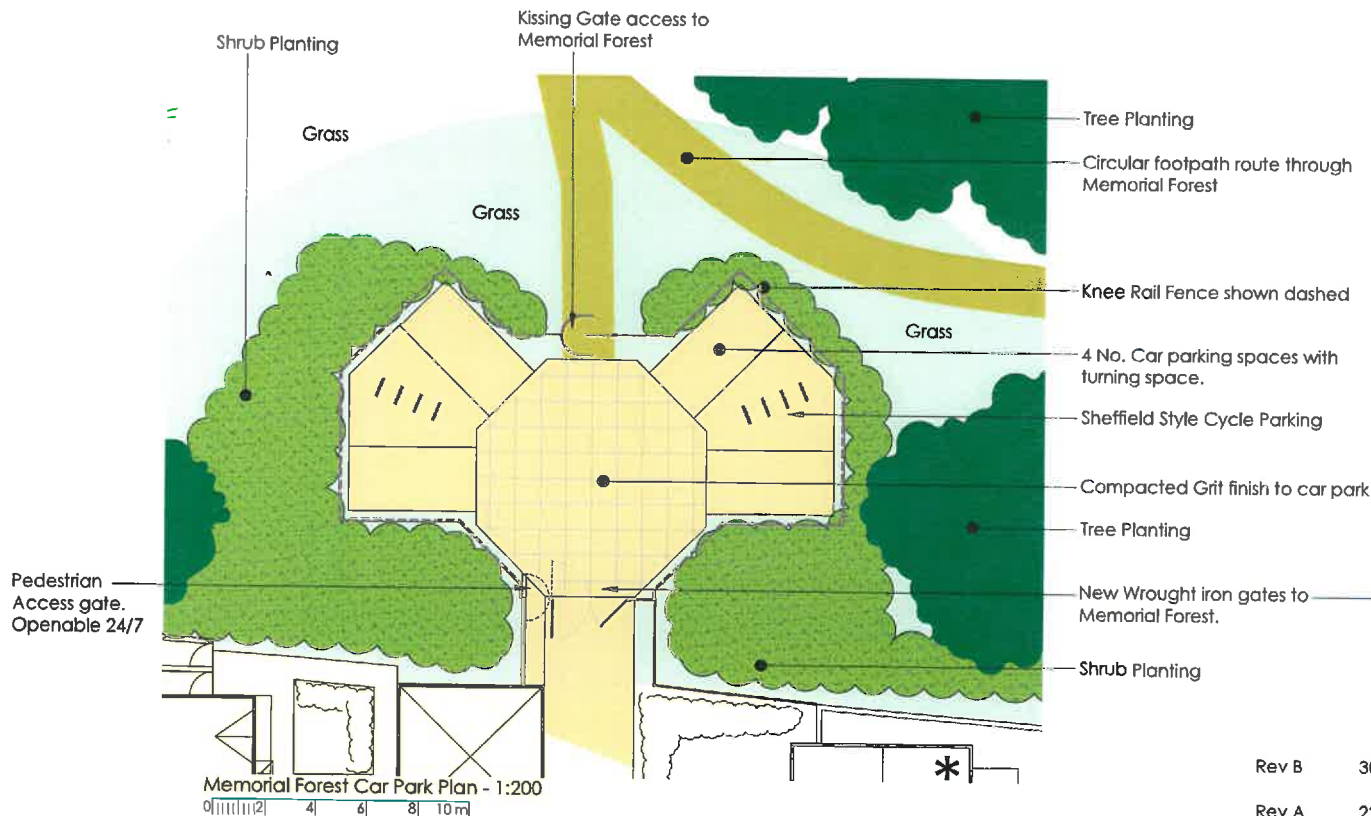 Kissing Gate access to
Memorial Forest
Shrub Planting
Grass
Tree Planting
Circular footpath route through
Memorial Forest
Grass
Knee Rail Fence shown dashed
Grass
4 No. Car parking spaces with
turning space.
Sheffield Style Cycle Parking
Compacted Grit finish to car park
Tree Planting
Pedestrian
Access gate.
Openable 24/7
New Wrought iron gates to
Memorial Forest.
Shrub Planting
*
Memorial Forest Car Park Plan - 1:200
0 2 4 6 8 10 m
Rev B
Rev A